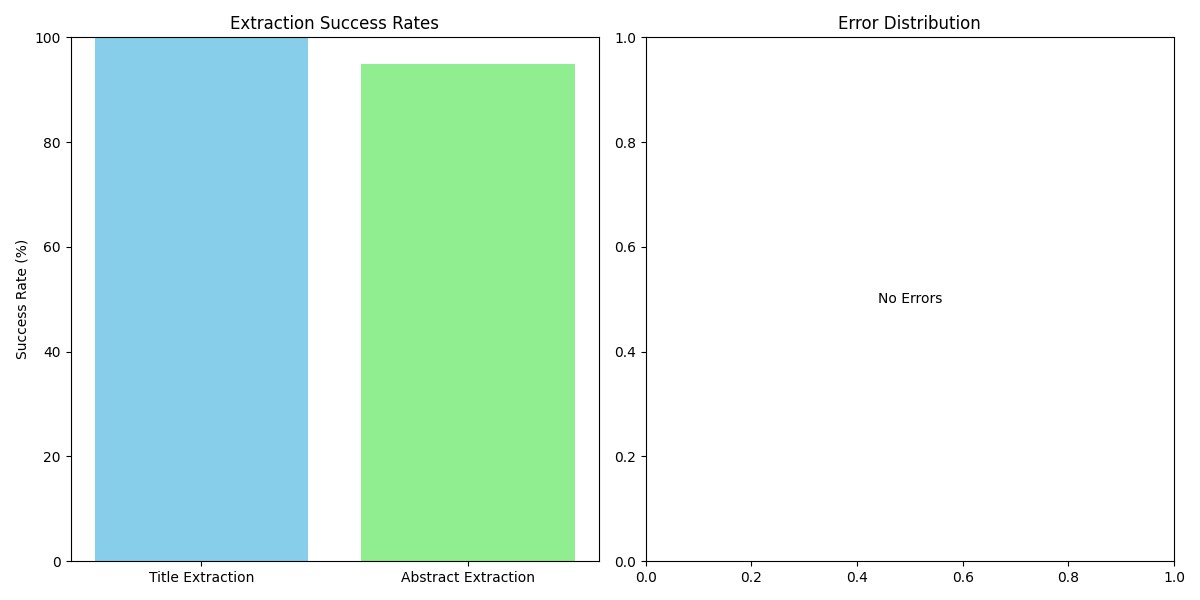 Extraction Success Rates
Success Rate (%)
100
80
60
40
20
0
Title Extraction
Abstract Extraction
Error Distribution
1.0
0.8
0.6
0.4
0.2
0.0
No Errors
0.0 0.2 0.4 0.6 0.8 1.0